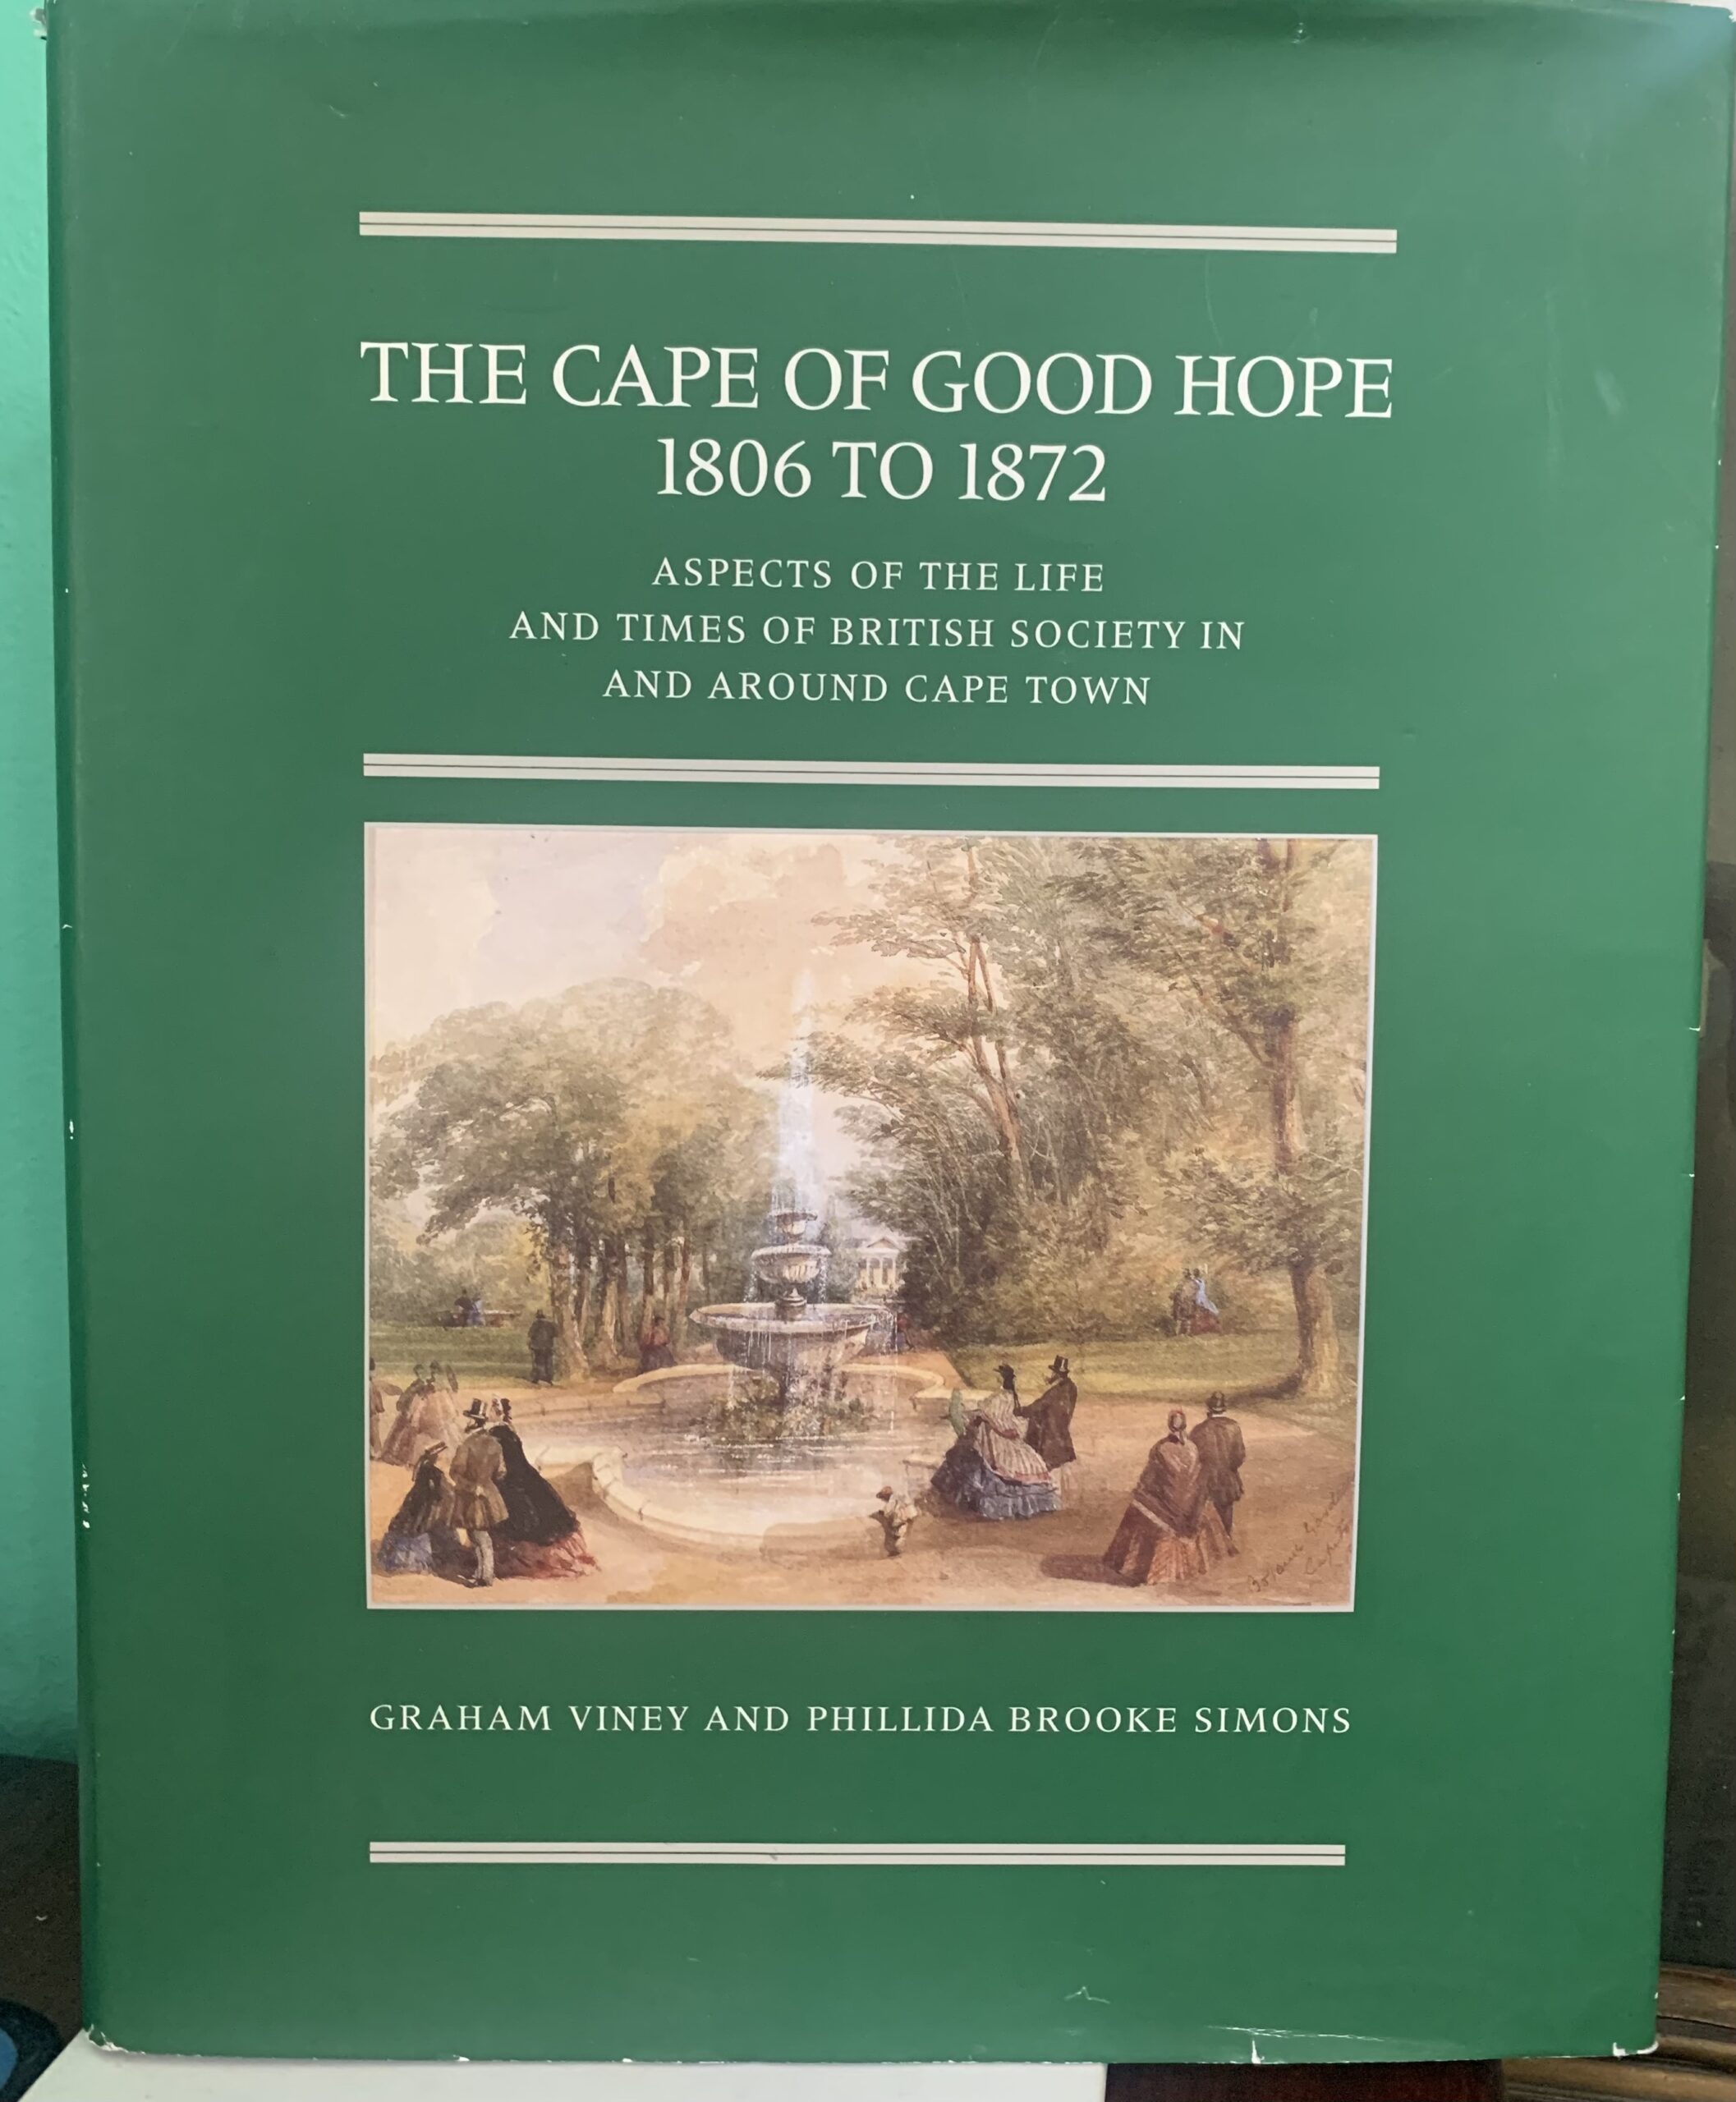 THE CAPE OF GOOD HOPE
1806 TO 1872
ASPECTS OF THE LIFE
AND TIMES OF BRITISH SOCIETY IN
AND AROUND CAPE TOWN
GRAHAM VINEY AND PHILLIDA BROOKE SIMONS